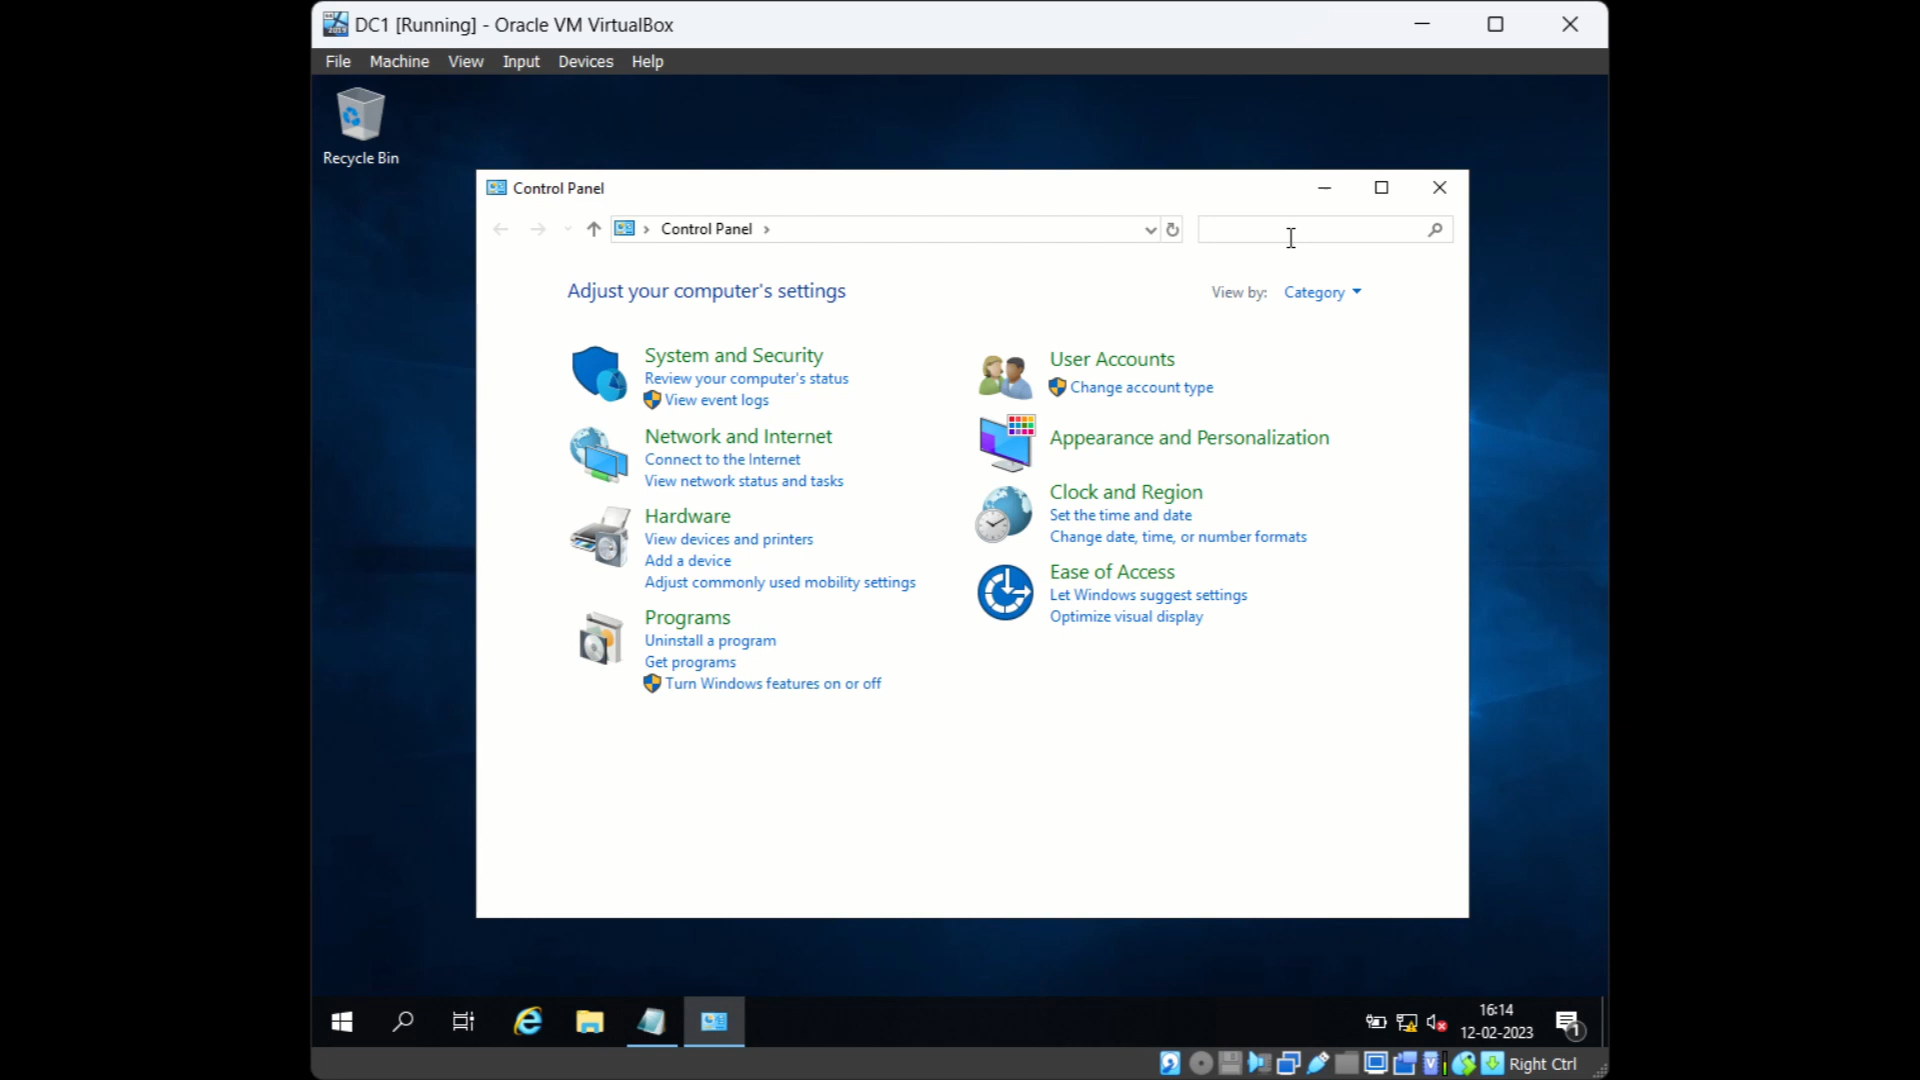 DC1 [Running] - Oracle VM VirtualBox
File Machine View Input Devices Help
Recycle Bin
Control Panel
Control Panel
Adjust your computer's settings
View by: Category
System and Security
Review your computer's status
View event logs
Network and Internet
Connect to the Internet
View network status and tasks
Hardware
View devices and printers
Add a device
Adjust commonly used mobility settings
Programs
Uninstall a program
Get programs
Turn Windows features on or off
User Accounts
Change account type
Appearance and Personalization
Clock and Region
Set the time and date
Change date, time, or number formats
Ease of Access
Let Windows suggest settings
Optimize visual display
16:14
12-02-2023
1
Right Ctrl